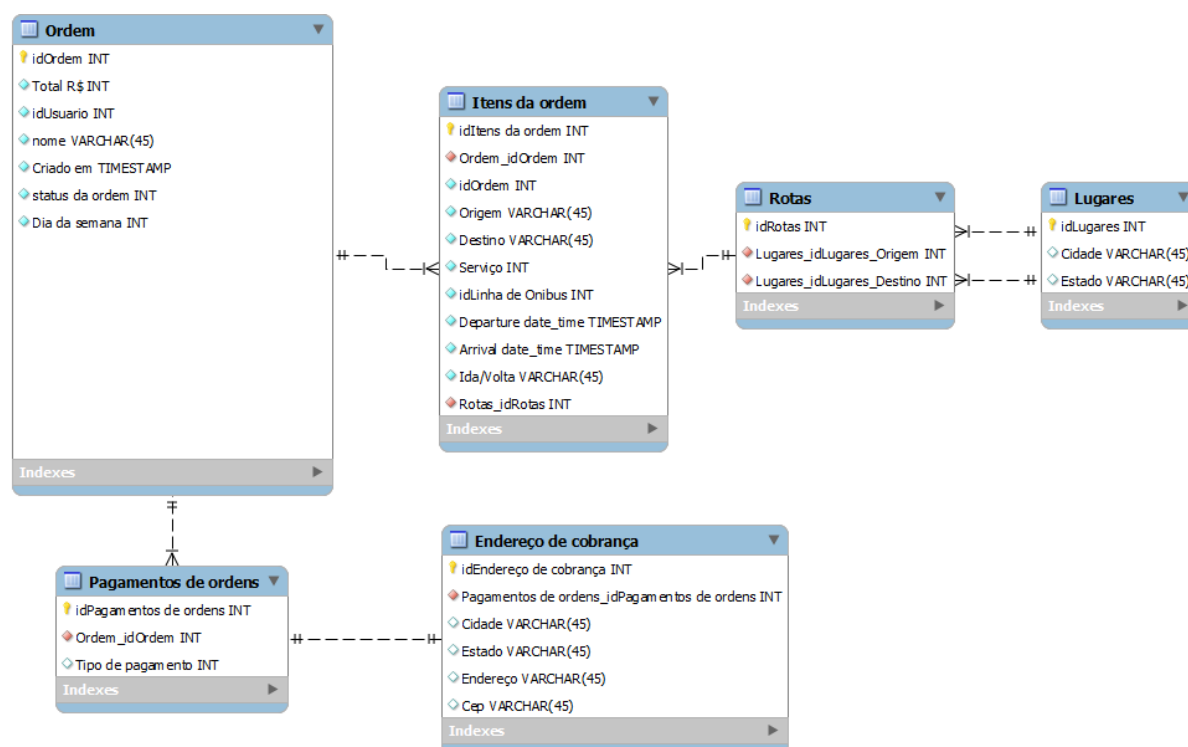 Ordem
idOrdem INT
Total R$ INT
idUsuario INT
nome VARCHAR(45)
Criado em TIMESTAMP
status da ordem INT
Dia da semana INT
Indexes
Itens da ordem
idItens da ordem INT
Ordem_idOrdem INT
idOrdem INT
Origem VARCHAR(45)
Destino VARCHAR(45)
Serviço INT
idLinha de Onibus INT
Departure date_time TIMESTAMP
Arrival date_time TIMESTAMP
Ida/Volta VARCHAR(45)
Rotas_idRotas INT
Indexes
Rotas
idRotas INT
Lugares_idLugares_Origem INT
Lugares_idLugares_Destino INT
Indexes
Lugares
idLugares INT
Cidade VARCHAR(45)
Estado VARCHAR(45)
Indexes
Pagamentos de ordens
idPagamentos de ordens INT
Ordem_idOrdem INT
Tipo de pagamento INT
Indexes
Endereço de cobrança
idEndereço de cobrança INT
Pagamentos de ordens_idPagamentos de ordens INT
Cidade VARCHAR(45)
Estado VARCHAR(45)
Endereço VARCHAR(45)
Cep VARCHAR(45)
Indexes